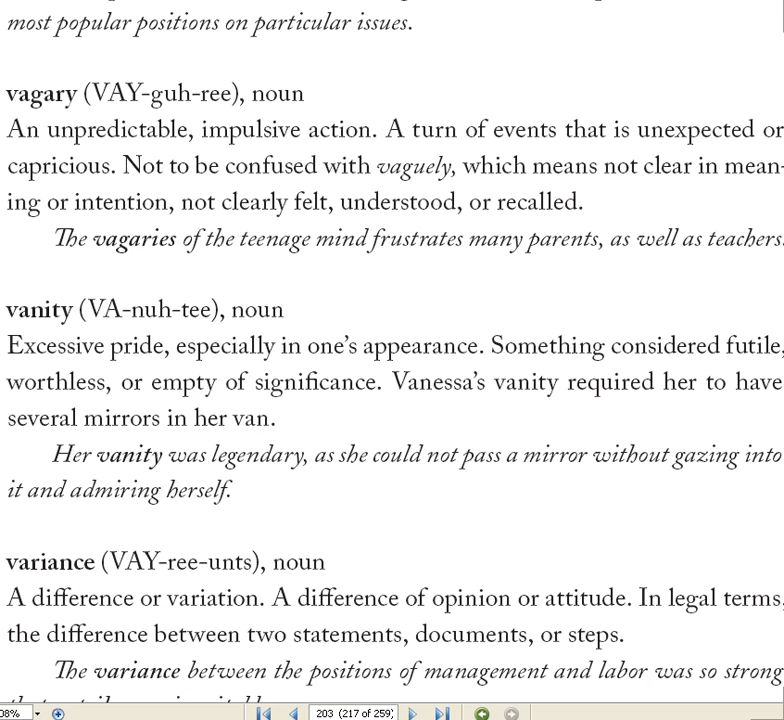 most popular positions on particular issues.
vagary (VAY-guh-ree), noun
An unpredictable, impulsive action. A turn of events that is unexpected or
capricious. Not to be confused with vaguely, which means not clear in mean-
ing or intention, not clearly felt, understood, or recalled.
The vagaries of the teenage mind frustrates many parents, as well as teachers.
vanity (VA-nuh-tee), noun
Excessive pride, especially in one's appearance. Something considered futile,
worthless, or empty of significance. Vanessa's vanity required her to have
several mirrors in her van.
Her vanity was legendary, as she could not pass a mirror without gazing into
it and admiring herself.
variance (VAY-ree-unts), noun
A difference or variation. A difference of opinion or attitude. In legal terms,
the difference between two statements, documents, or steps.
The variance between the positions of management and labor was so strong
08% 203 (217 of 259)